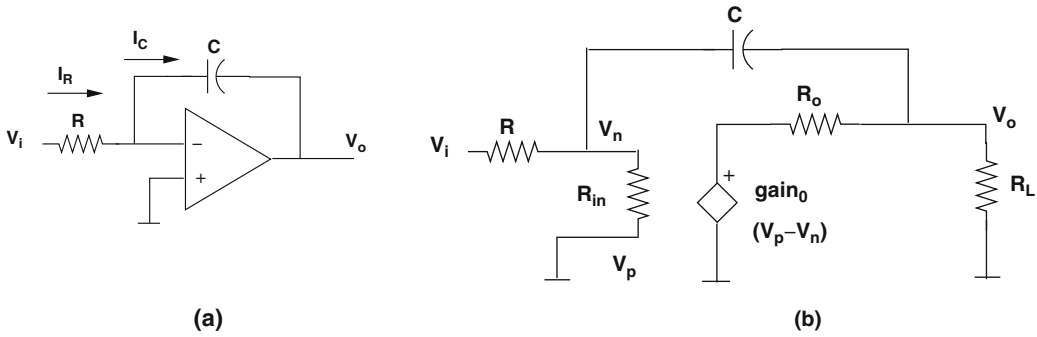 I_C
C
I_R
R
V_i
−
+
V_o
(a)
C
R_o
V_o
R
V_n
V_i
R_in
+
gain_0
(V_p−V_n)
R_L
V_p
(b)